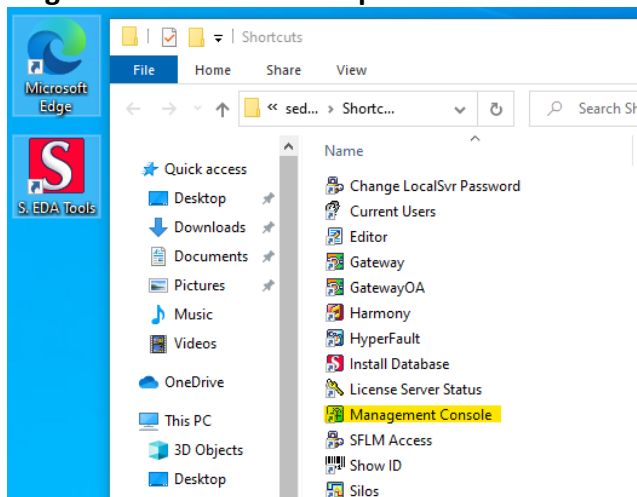 Shortcuts
File Home Share View
Microsoft
Edge
« sed... › Shortc...
Search Sh
S. EDA Tools
Name
Quick access
Desktop
Downloads
Documents
Pictures
Music
Videos
OneDrive
This PC
3D Objects
Desktop
Change LocalSvr Password
Current Users
Editor
Gateway
GatewayOA
Harmony
HyperFault
Install Database
License Server Status
Management Console
SFLM Access
Show ID
Silos